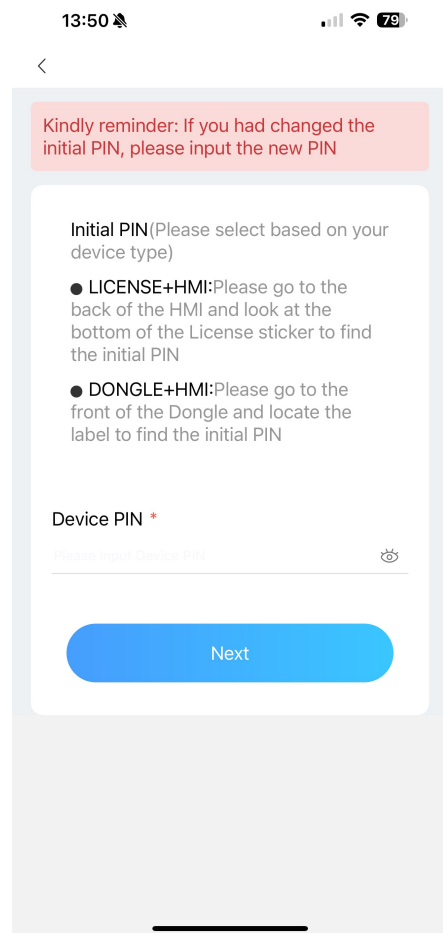 13:50
79
Kindly reminder: If you had changed the
initial PIN, please input the new PIN
Initial PIN(Please select based on your
device type)
● LICENSE+HMI:Please go to the
back of the HMI and look at the
bottom of the License sticker to find
the initial PIN
● DONGLE+HMI:Please go to the
front of the Dongle and locate the
label to find the initial PIN
Device PIN *
Please Input Device PIN
Next